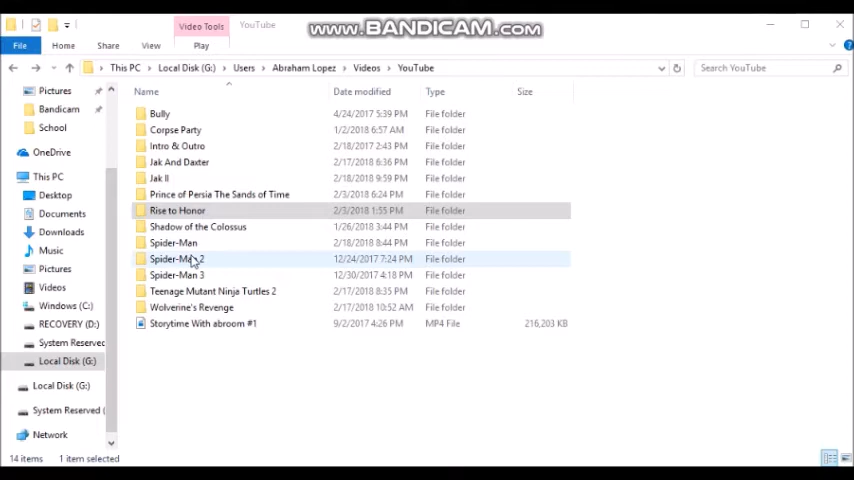 Video Tools YouTube www.BANDICAM.com
File Home Share View Play
This PC Local Disk (G:) Users Abraham Lopez Videos YouTube Search YouTube
Name Date modified Type Size
Pictures
Bandicam
School
OneDrive
This PC
Desktop
Documents
Downloads
Music
Pictures
Videos
Windows (C:)
RECOVERY (D:)
System Reserved
Local Disk (G:)
Local Disk (G:)
System Reserved (
Network
Bully 4/24/2017 5:39 PM File folder
Corpse Party 1/2/2018 6:57 AM File folder
Intro & Outro 2/18/2017 2:43 PM File folder
Jak And Daxter 2/17/2018 6:36 PM File folder
Jak II 2/18/2018 9:59 PM File folder
Prince of Persia The Sands of Time 2/3/2018 6:24 PM File folder
Rise to Honor 2/3/2018 1:55 PM File folder
Shadow of the Colossus 1/26/2018 3:44 PM File folder
Spider-Man 2/18/2018 8:44 PM File folder
Spider-Man 2 12/24/2017 7:24 PM File folder
Spider-Man 3 12/30/2017 4:18 PM File folder
Teenage Mutant Ninja Turtles 2 2/17/2018 8:35 PM File folder
Wolverine's Revenge 2/17/2018 10:52 AM File folder
Storytime With abroom #1 9/2/2017 4:26 PM MP4 File 216,203 KB
14 items 1 item selected